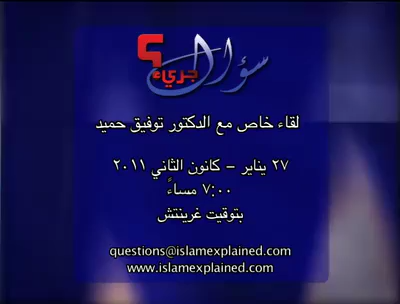 سؤال جريء؟
لقاء خاص مع الدكتور توفيق حميد
٢٧ يناير – كانون الثاني ٢٠١١
٧:٠٠ مساءً
بتوقيت غرينتش
questions@islamexplained.com
www.islamexplained.com